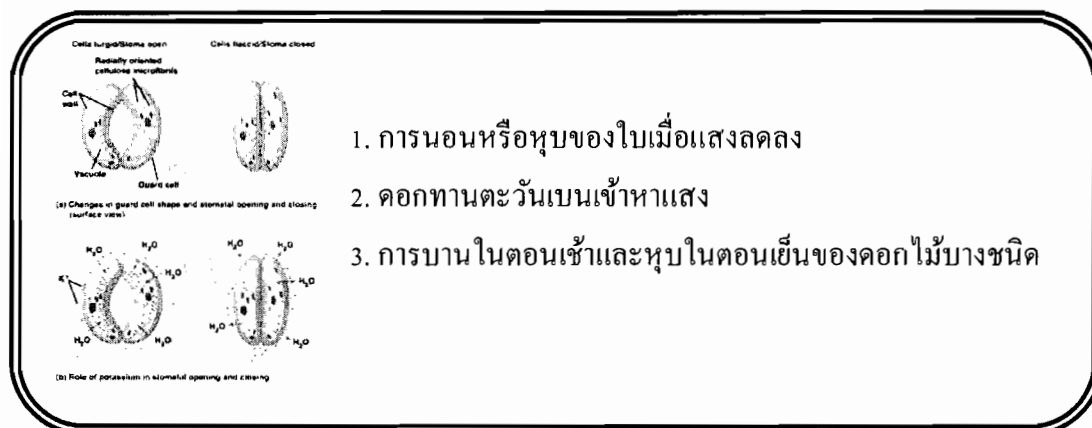 Cells turgid/Stoma open
Cells flaccid/Stoma closed
Radially oriented
cellulose microfibrils
Cell
wall
Vacuole
Guard cell
(a) Changes in guard cell shape and stomatal opening and closing
(surface view)
H₂O
H₂O
H₂O
H₂O
H₂O
K⁺
H₂O
H₂O
H₂O
H₂O
H₂O
(b) Role of potassium in stomatal opening and closing
1. การนอนหรือหุบของใบเมื่อแสงลดลง
2. ดอกทานตะวันเบนเข้าหาแสง
3. การบานในตอนเช้าและหุบในตอนเย็นของดอกไม้บางชนิด